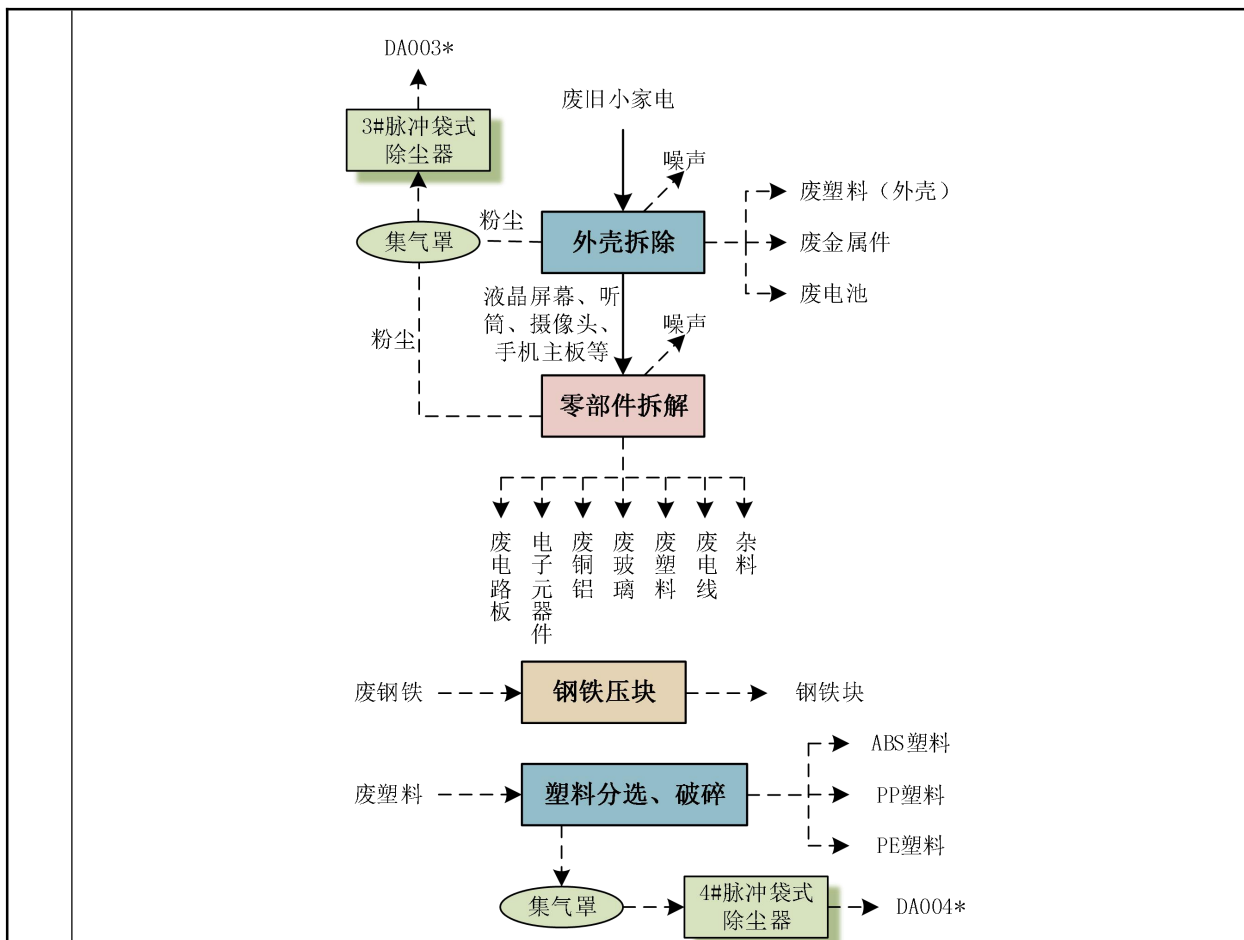 DA003*
废旧小家电
3#脉冲袋式
除尘器
噪声
废塑料（外壳）
粉尘
集气罩
外壳拆除
废金属件
废电池
液晶屏幕、听
筒、摄像头、
手机主板等
噪声
粉尘
零部件拆解
废电路板
电子元器件
废铜铝
废玻璃
废塑料
废电线
杂料
废钢铁
钢铁压块
钢铁块
ABS塑料
废塑料
塑料分选、破碎
PP塑料
PE塑料
集气罩
4#脉冲袋式
除尘器
DA004*